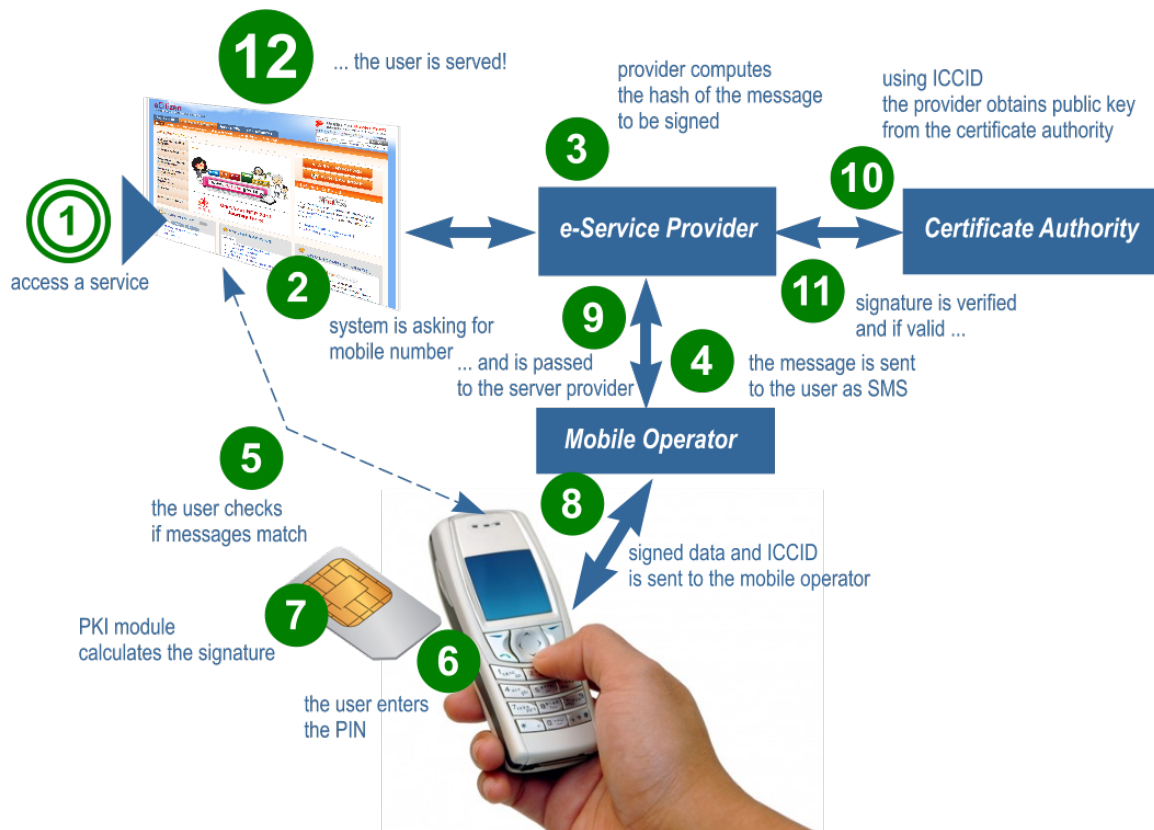 12
... the user is served!
eCitizen
1
access a service
2
system is asking for
mobile number
provider computes
the hash of the message
to be signed
3
e-Service Provider
using ICCID
the provider obtains public key
from the certificate authority
10
Certificate Authority
11
signature is verified
and if valid ...
9
... and is passed
to the server provider
4
the message is sent
to the user as SMS
Mobile Operator
5
the user checks
if messages match
8
signed data and ICCID
is sent to the mobile operator
7
PKI module
calculates the signature
6
the user enters
the PIN